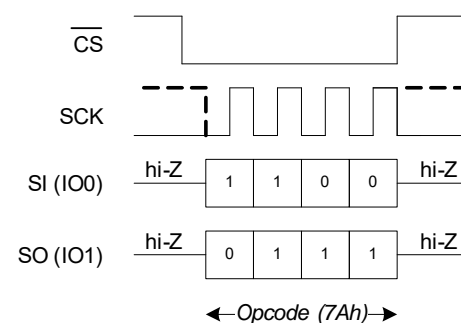 CS
SCK
hi-Z
hi-Z
SI (IO0)
1 1 0 0
hi-Z
hi-Z
SO (IO1)
0 1 1 1
Opcode (7Ah)